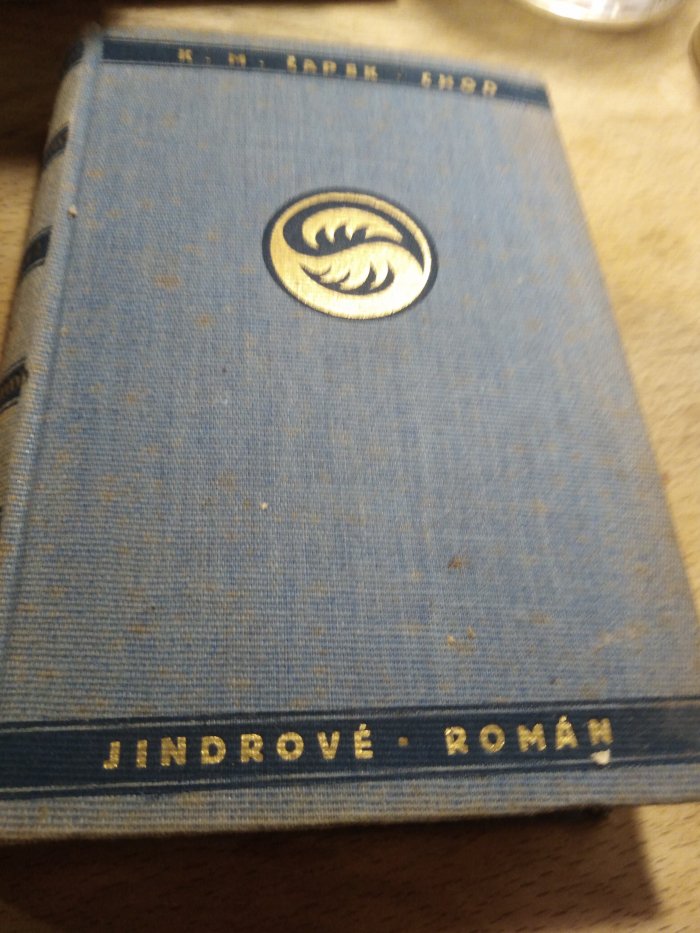 K · M · ČAPEK · CHOD
JINDROVÉ · ROMÁN